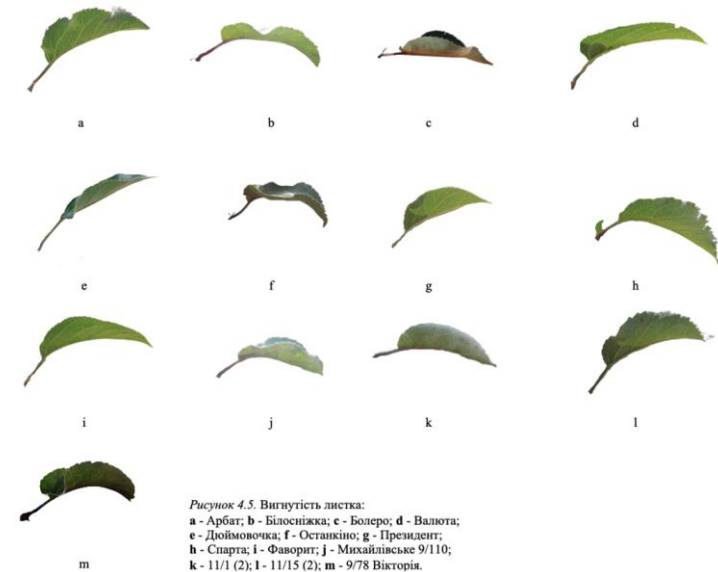 a
b
c
d
e
f
g
h
i
j
k
l
m
Рисунок 4.5. Вигнутість листка:
a - Арбат; b - Білосніжка; c - Болеро; d - Валюта;
e - Дюймовочка; f - Останкіно; g - Президент;
h - Спарта; i - Фаворит; j - Михайлівське 9/110;
k - 11/1 (2); l - 11/15 (2); m - 9/78 Вікторія.